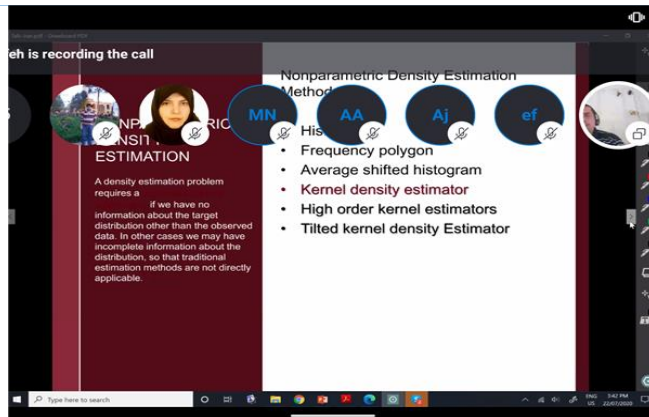 eh is recording the call
Nonparametric Density Estimation
MN
AA
Aj
ef
ESTIMATION
A density estimation problem
requires a
if we have no
information about the target
distribution other than the observed
data. In other cases we may have
incomplete information about the
distribution, so that traditional
estimation methods are not directly
applicable.
• Frequency polygon
• Average shifted histogram
• Kernel density estimator
• High order kernel estimators
• Tilted kernel density Estimator
Type here to search
ENG
US
3:42 PM
22/07/2020